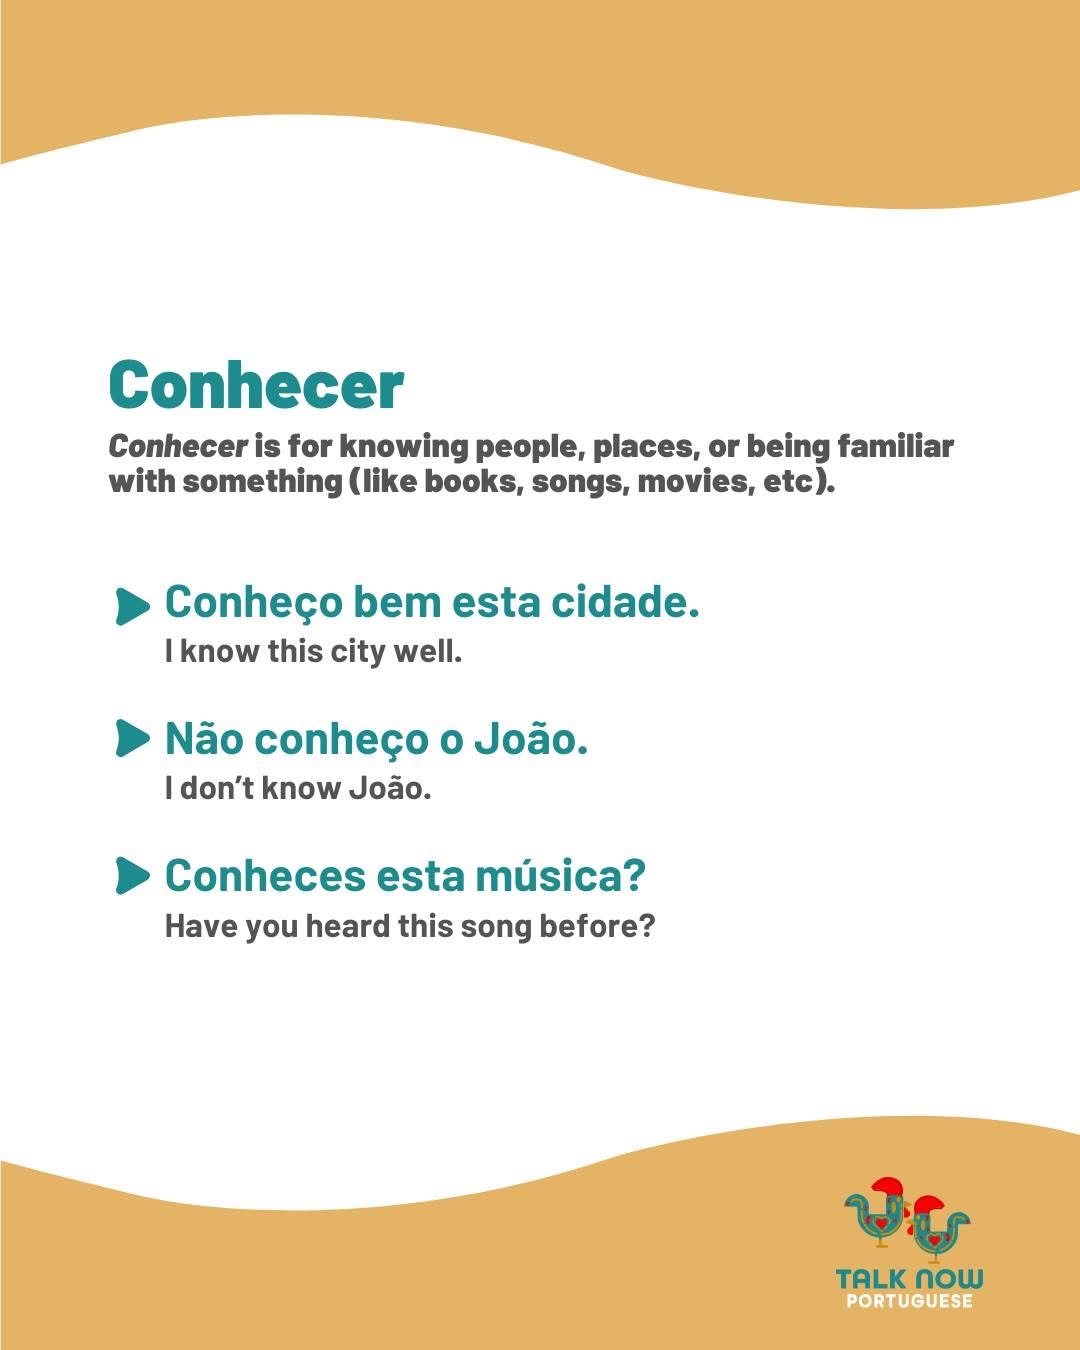 Conhecer
Conhecer is for knowing people, places, or being familiar
with something (like books, songs, movies, etc).
Conheço bem esta cidade.
I know this city well.
Não conheço o João.
I don’t know João.
Conheces esta música?
Have you heard this song before?
TALK NOW
PORTUGUESE